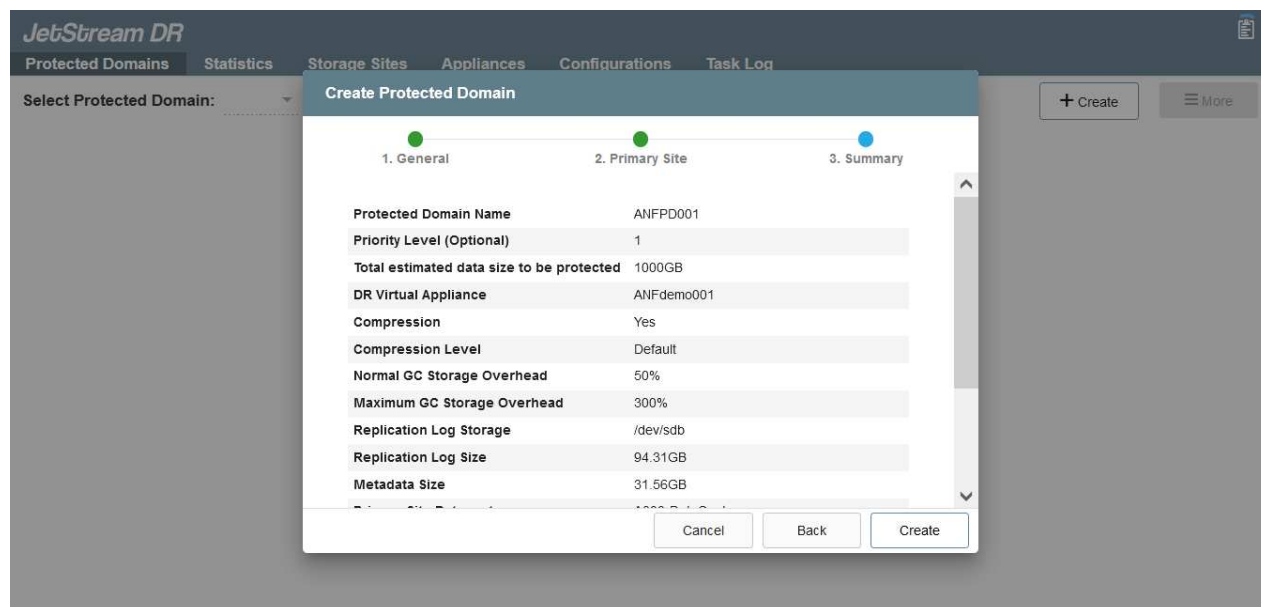 JetStream DR
Protected Domains Statistics Storage Sites Appliances Configurations Task Log
Select Protected Domain:
+ Create
More
Create Protected Domain
1. General 2. Primary Site 3. Summary
Protected Domain Name ANFPD001
Priority Level (Optional) 1
Total estimated data size to be protected 1000GB
DR Virtual Appliance ANFdemo001
Compression Yes
Compression Level Default
Normal GC Storage Overhead 50%
Maximum GC Storage Overhead 300%
Replication Log Storage /dev/sdb
Replication Log Size 94.31GB
Metadata Size 31.56GB
Cancel Back Create